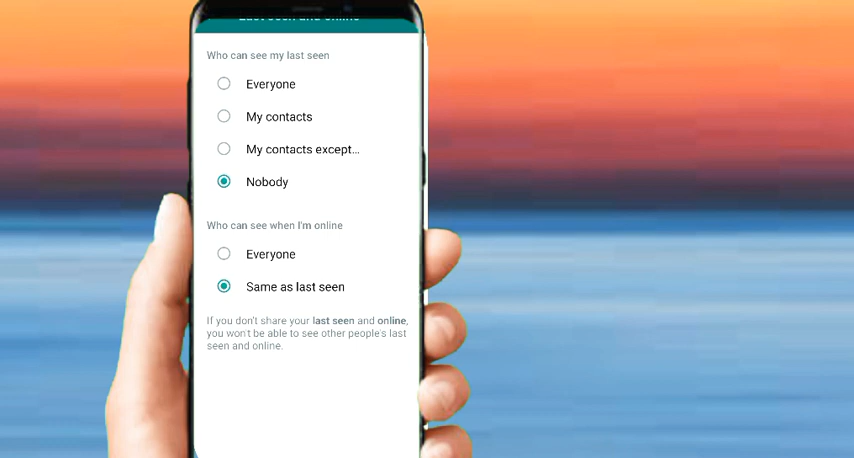 Last seen and online
Who can see my last seen
Everyone
My contacts
My contacts except...
Nobody
Who can see when I'm online
Everyone
Same as last seen
If you don't share your last seen and online,
you won't be able to see other people's last
seen and online.